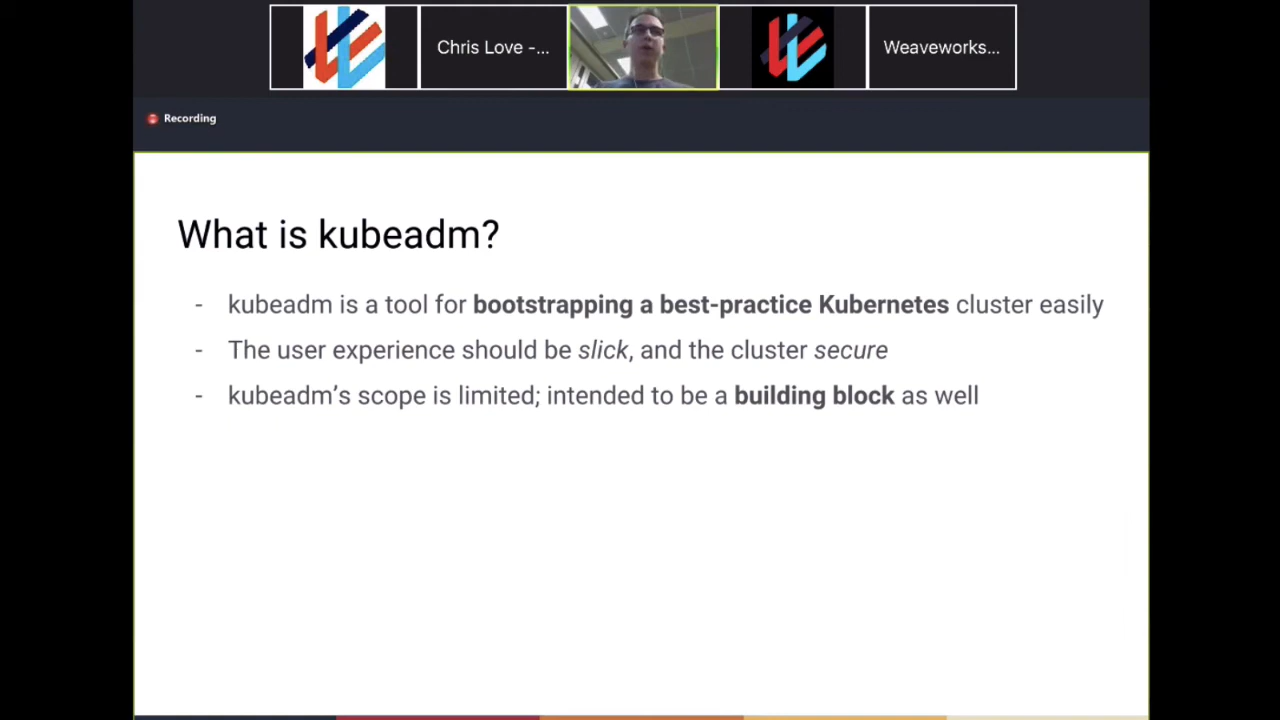 Chris Love -...
Weaveworks...
Recording
What is kubeadm?
- kubeadm is a tool for bootstrapping a best-practice Kubernetes cluster easily
- The user experience should be slick, and the cluster secure
- kubeadm’s scope is limited; intended to be a building block as well